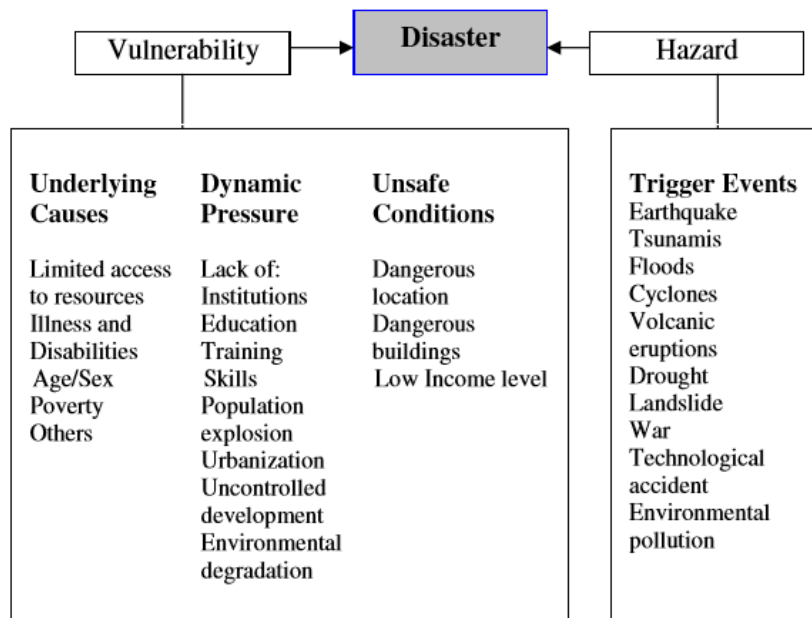 Vulnerability
Disaster
Hazard
Underlying
Causes
Limited access
to resources
Illness and
Disabilities
Age/Sex
Poverty
Others
Dynamic
Pressure
Lack of:
Institutions
Education
Training
Skills
Population
explosion
Urbanization
Uncontrolled
development
Environmental
degradation
Unsafe
Conditions
Dangerous
location
Dangerous
buildings
Low Income level
Trigger Events
Earthquake
Tsunamis
Floods
Cyclones
Volcanic
eruptions
Drought
Landslide
War
Technological
accident
Environmental
pollution